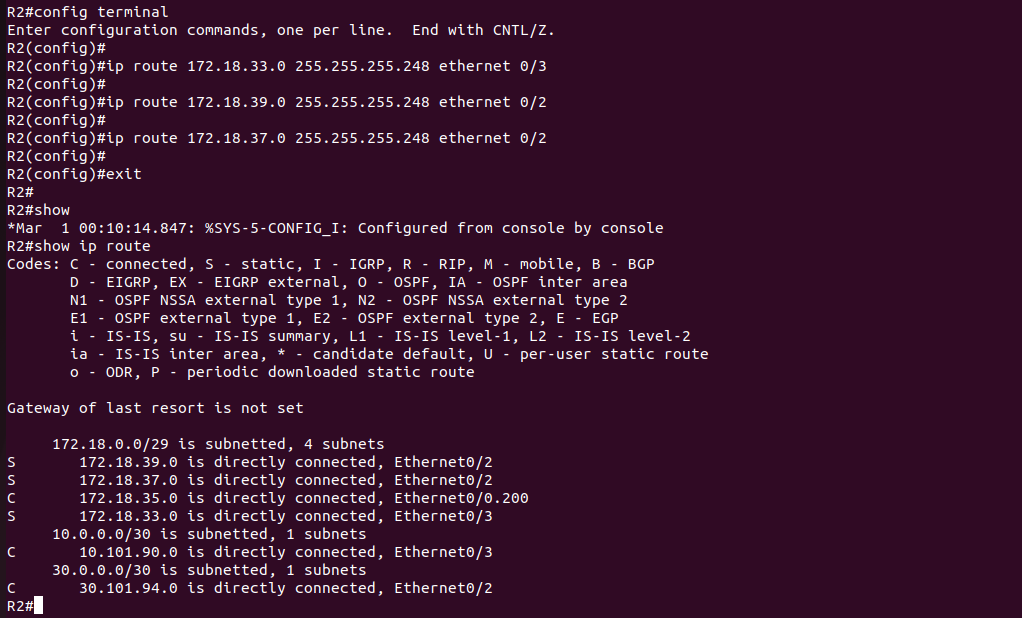 R2#config terminal
Enter configuration commands, one per line.  End with CNTL/Z.
R2(config)#
R2(config)#ip route 172.18.33.0 255.255.255.248 ethernet 0/3
R2(config)#
R2(config)#ip route 172.18.39.0 255.255.255.248 ethernet 0/2
R2(config)#
R2(config)#ip route 172.18.37.0 255.255.255.248 ethernet 0/2
R2(config)#
R2(config)#exit
R2#
R2#show
*Mar  1 00:10:14.847: %SYS-5-CONFIG_I: Configured from console by console
R2#show ip route
Codes: C - connected, S - static, I - IGRP, R - RIP, M - mobile, B - BGP
       D - EIGRP, EX - EIGRP external, O - OSPF, IA - OSPF inter area
       N1 - OSPF NSSA external type 1, N2 - OSPF NSSA external type 2
       E1 - OSPF external type 1, E2 - OSPF external type 2, E - EGP
       i - IS-IS, su - IS-IS summary, L1 - IS-IS level-1, L2 - IS-IS level-2
       ia - IS-IS inter area, * - candidate default, U - per-user static route
       o - ODR, P - periodic downloaded static route

Gateway of last resort is not set

     172.18.0.0/29 is subnetted, 4 subnets
S       172.18.39.0 is directly connected, Ethernet0/2
S       172.18.37.0 is directly connected, Ethernet0/2
C       172.18.35.0 is directly connected, Ethernet0/0.200
S       172.18.33.0 is directly connected, Ethernet0/3
     10.0.0.0/30 is subnetted, 1 subnets
C       10.101.90.0 is directly connected, Ethernet0/3
     30.0.0.0/30 is subnetted, 1 subnets
C       30.101.94.0 is directly connected, Ethernet0/2
R2#